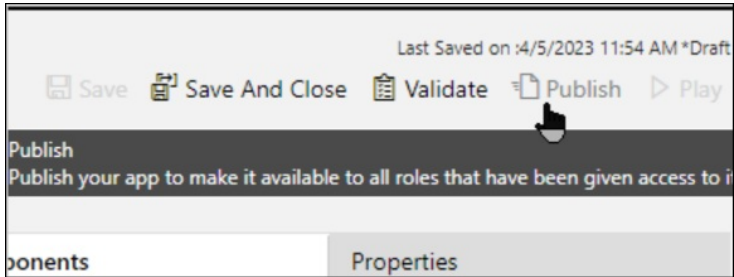 Last Saved on :4/5/2023 11:54 AM *Draft
Save Save And Close Validate Publish Play
Publish
Publish your app to make it available to all roles that have been given access to
ponents Properties